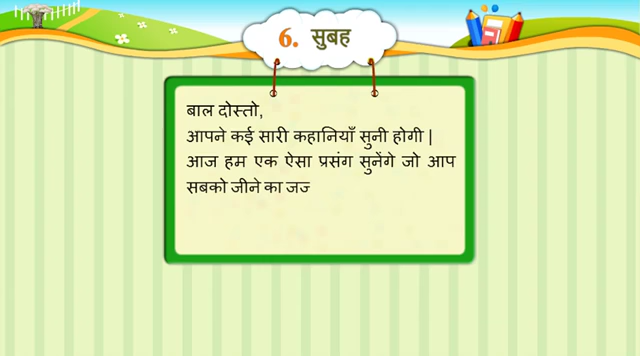 6. सुबह
बाल दोस्तो,
आपने कई सारी कहानियाँ सुनी होगी |
आज हम एक ऐसा प्रसंग सुनेंगे जो आप
सबको जीने का जज